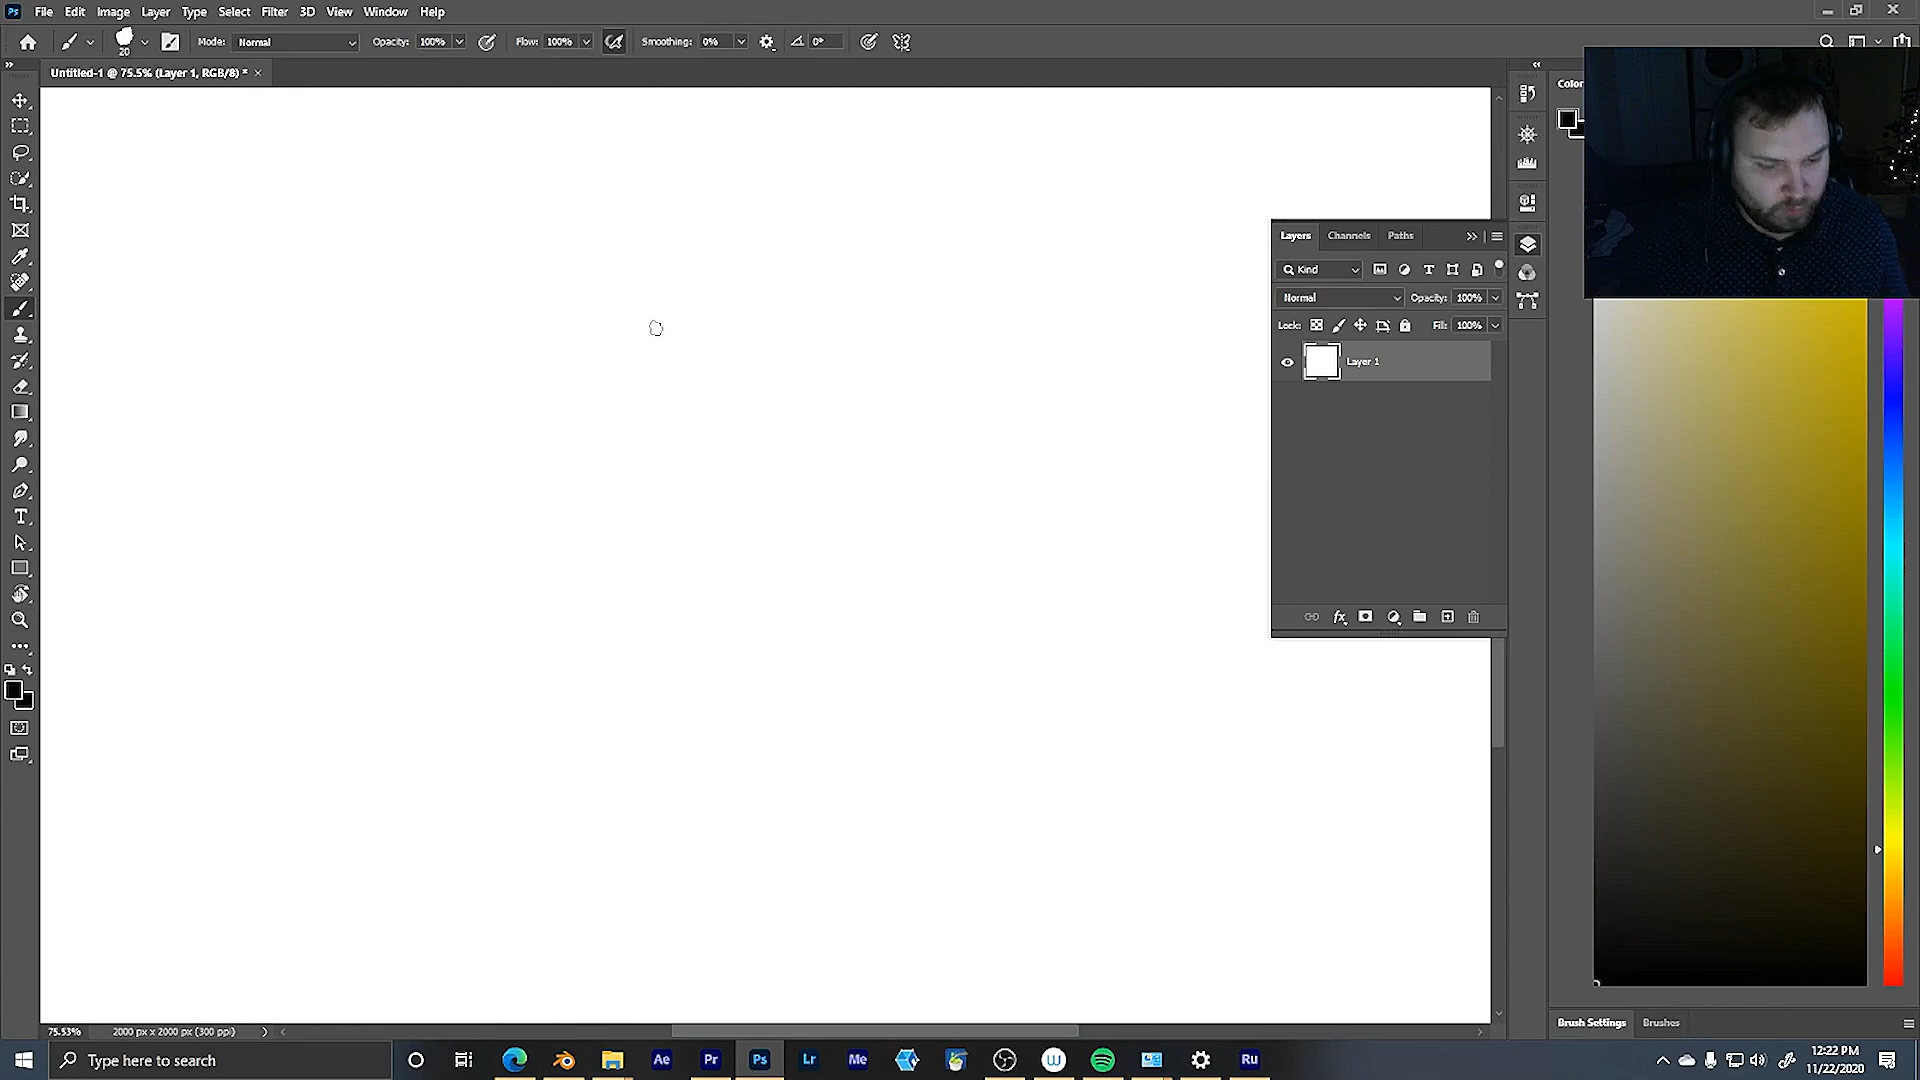 Ps File Edit Image Layer Type Select Filter 3D View Window Help
20 Mode: Normal Opacity: 100% Flow: 100% Smoothing: 0% 0°
Untitled-1 @ 75.5% (Layer 1, RGB/8) * ×
Color
Layers Channels Paths
Kind
Normal Opacity: 100%
Lock: Fill: 100%
Layer 1
75.53% 2000 px x 2000 px (300 ppi)
Brush Settings Brushes
Type here to search
Ae Pr Ps Lr Me Ru
12:22 PM
11/22/2020